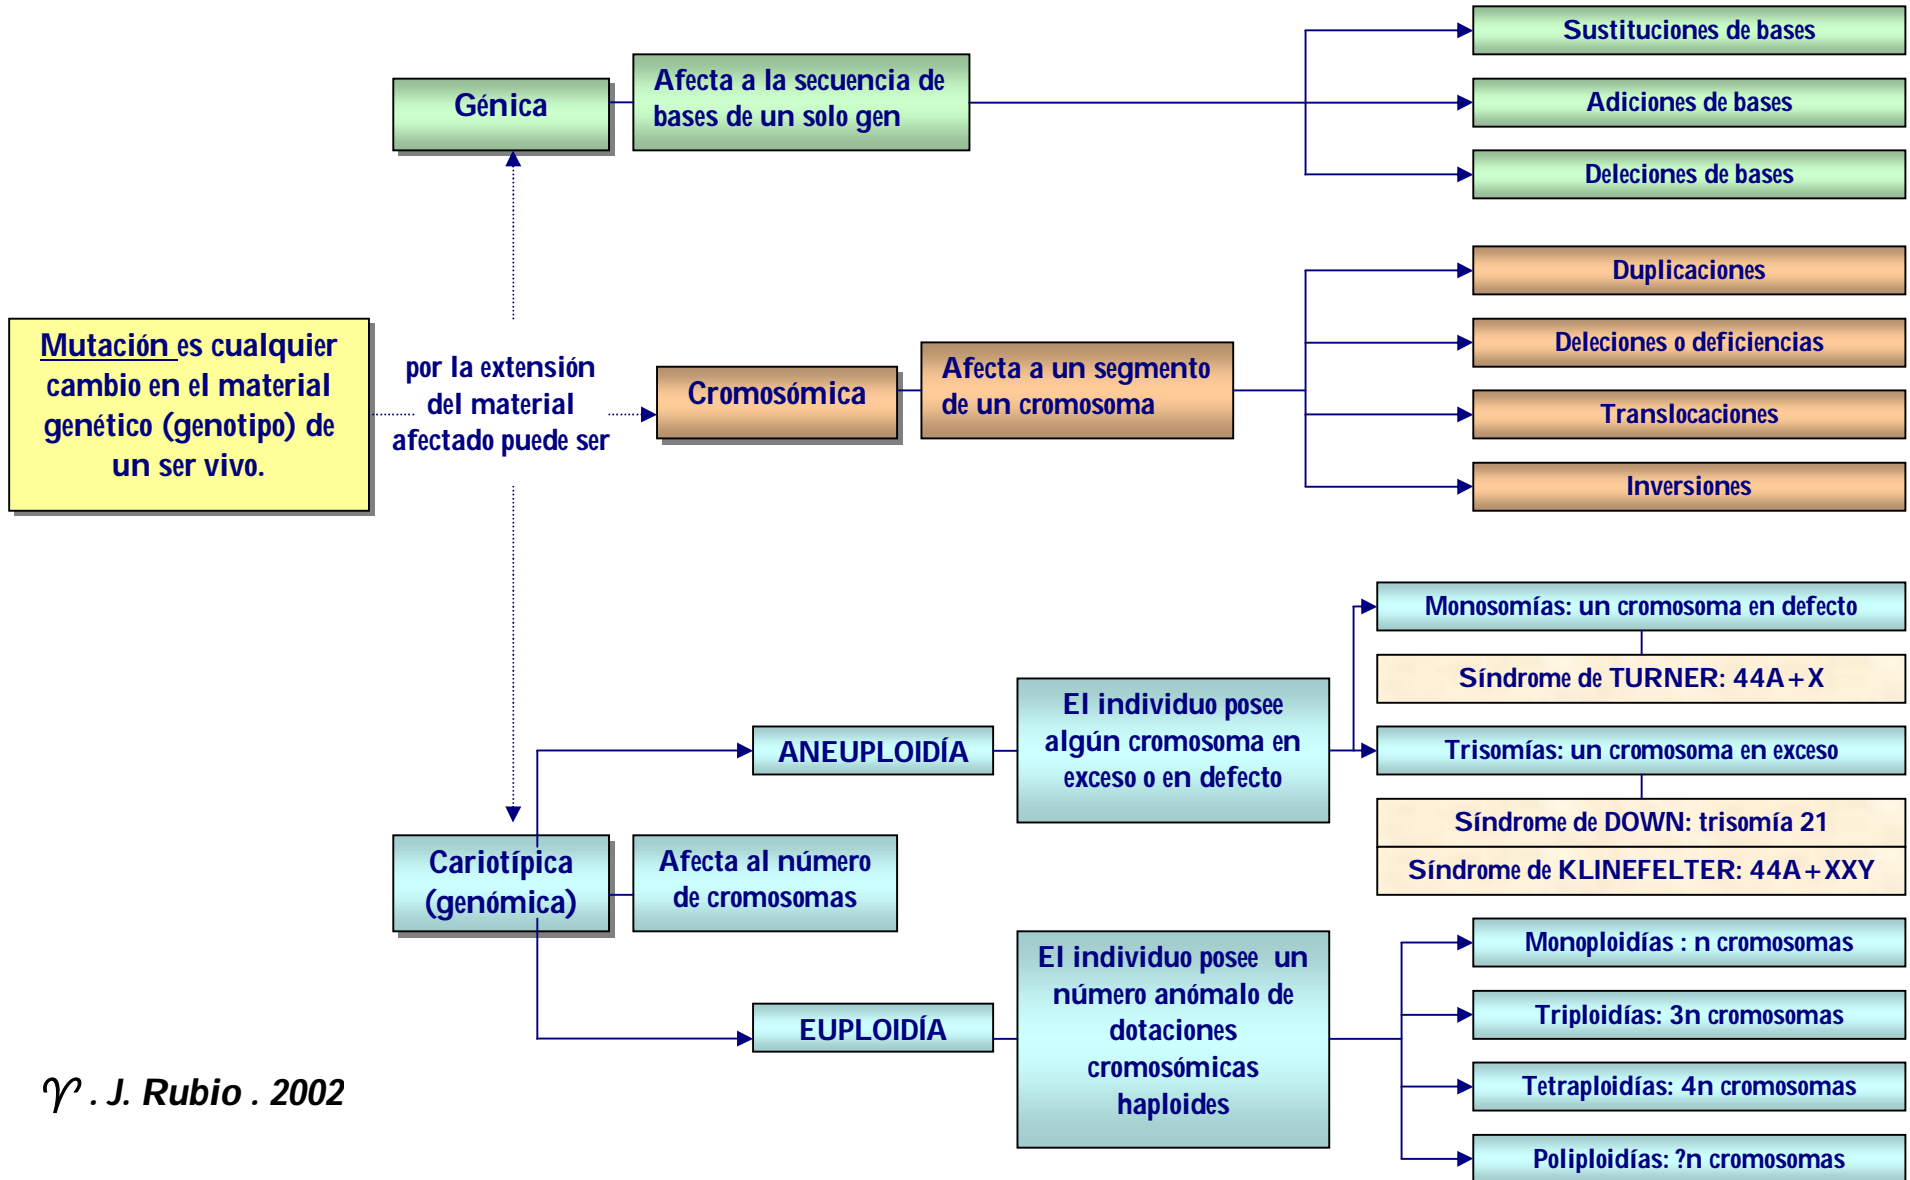 Mutación es cualquier
cambio en el material
genético (genotipo) de
un ser vivo.
por la extensión
del material
afectado puede ser
Génica
Afecta a la secuencia de
bases de un solo gen
Sustituciones de bases
Adiciones de bases
Deleciones de bases
Cromosómica
Afecta a un segmento
de un cromosoma
Duplicaciones
Deleciones o deficiencias
Translocaciones
Inversiones
Cariotípica
(genómica)
Afecta al número
de cromosomas
ANEUPLOIDÍA
El individuo posee
algún cromosoma en
exceso o en defecto
Monosomías: un cromosoma en defecto
Síndrome de TURNER: 44A+X
Trisomías: un cromosoma en exceso
Síndrome de DOWN: trisomía 21
Síndrome de KLINEFELTER: 44A+XXY
EUPLOIDÍA
El individuo posee un
número anómalo de
dotaciones
cromosómicas
haploides
Monoploidías : n cromosomas
Triploidías: 3n cromosomas
Tetraploidías: 4n cromosomas
Poliploidías: ?n cromosomas
♈ . J. Rubio . 2002